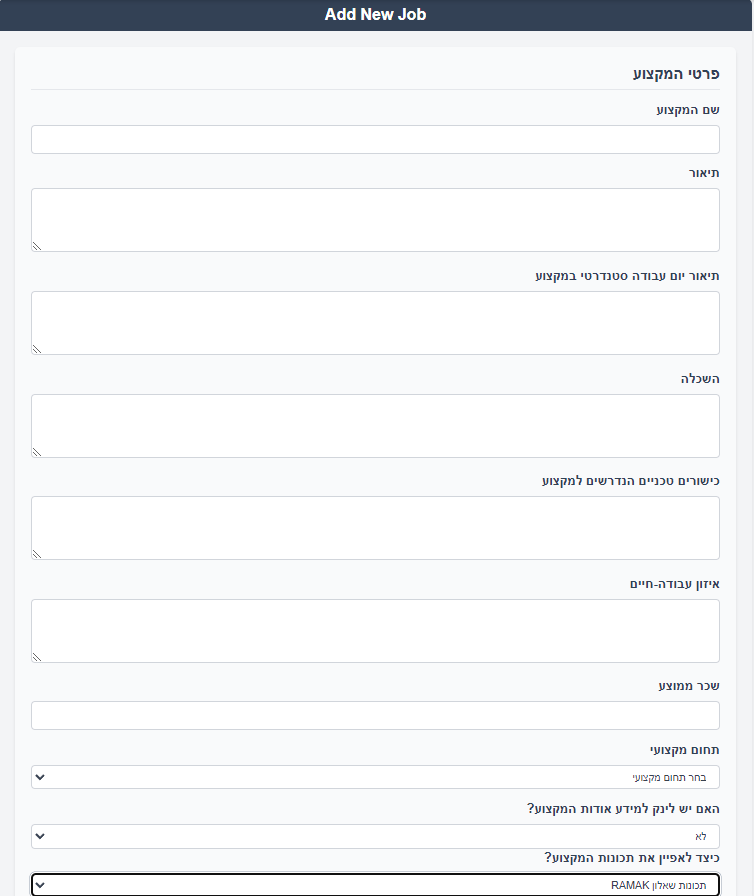 Add New Job
פרטי המקצוע
שם המקצוע
תיאור
תיאור יום עבודה סטנדרטי במקצוע
השכלה
כישורים טכניים הנדרשים למקצוע
איזון עבודה-חיים
שכר ממוצע
תחום מקצועי
בחר תחום מקצועי
האם יש לינק למידע אודות המקצוע?
לא
כיצד לאפיין את תכונות המקצוע?
תכונות שאלון RAMAK